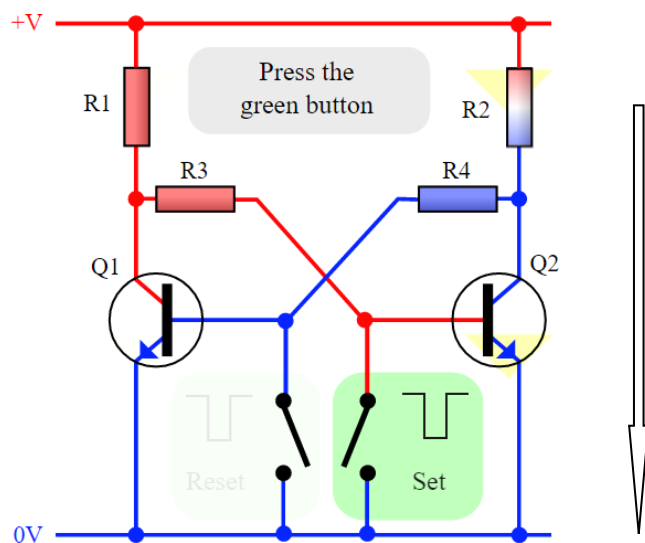 +V
Press the
green button
R1
R2
R3
R4
Q1
Q2
Reset
Set
0V